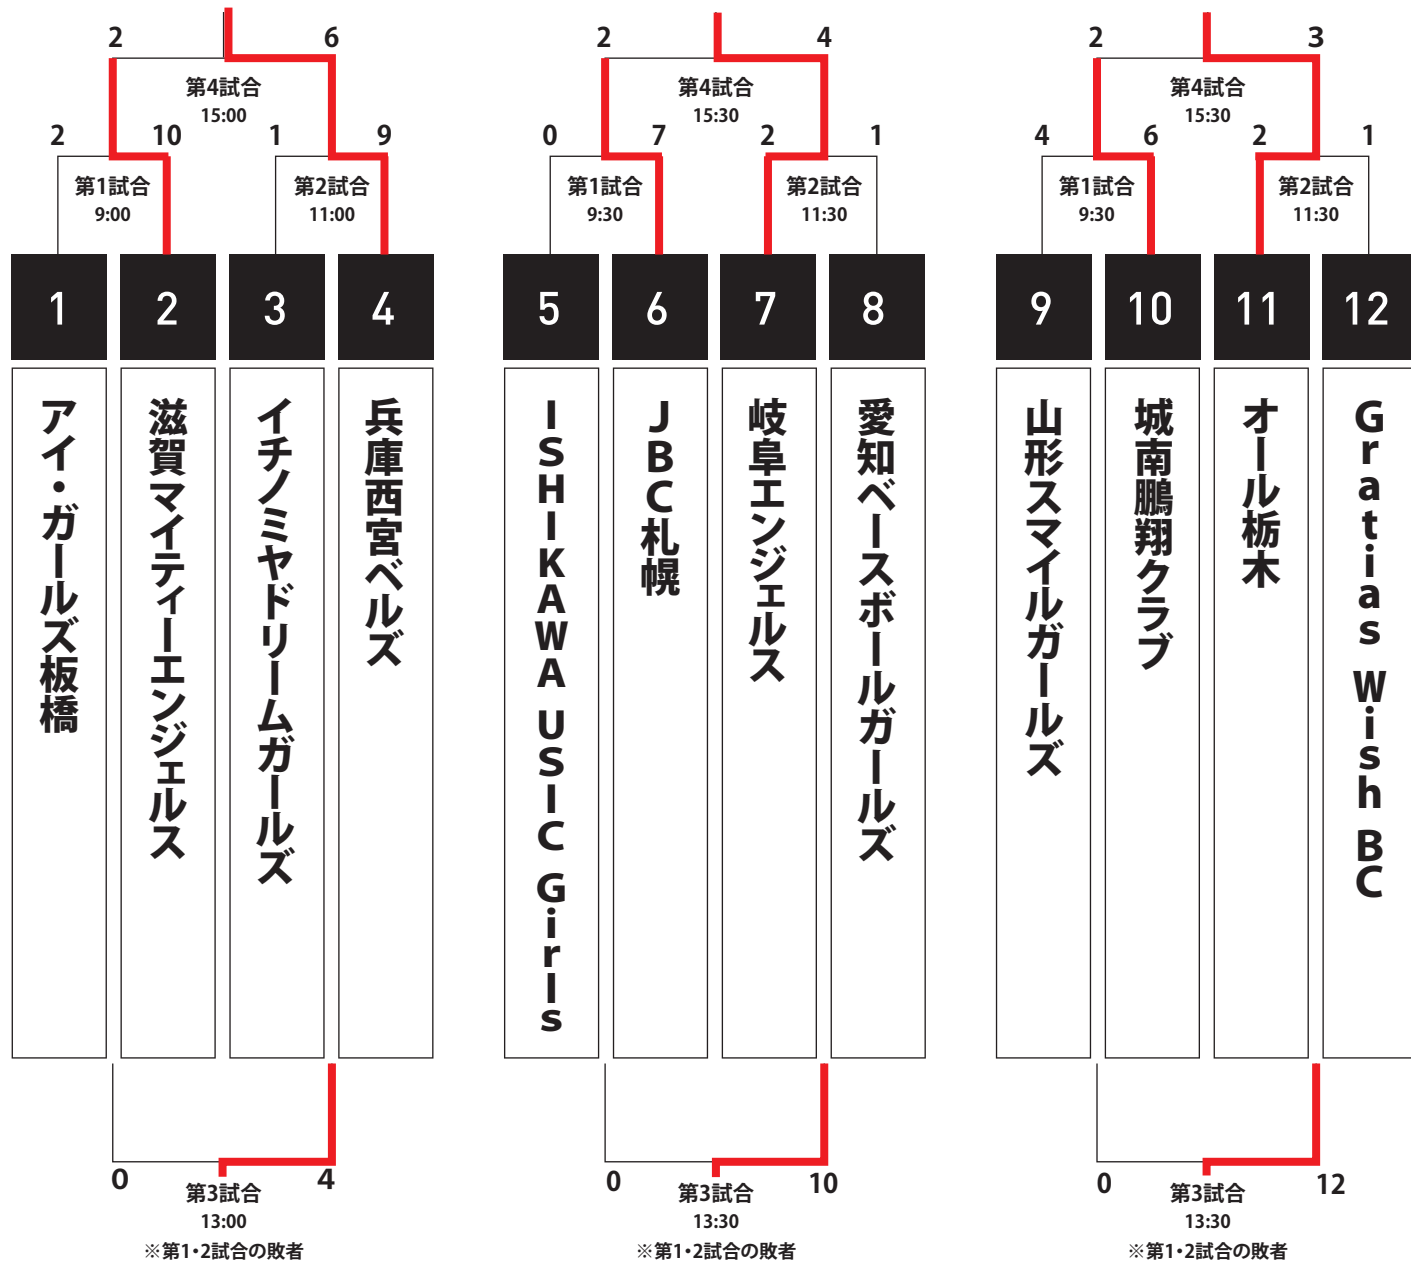 2 6
第4試合
15:00
2 10 1 9
第1試合
9:00
第2試合
11:00
1 2 3 4
アイ・ガールズ板橋
滋賀マイティーエンジェルス
イチノミヤドリームガールズ
兵庫西宮ベルズ
0 4
第3試合
13:00
※第1・2試合の敗者
2 4
第4試合
15:30
0 7 2 1
第1試合
9:30
第2試合
11:30
5 6 7 8
ISHIKAWA USIC Girls
JBC札幌
岐阜エンジェルス
愛知ベースボールガールズ
0 10
第3試合
13:30
※第1・2試合の敗者
2 3
第4試合
15:30
4 6 2 1
第1試合
9:30
第2試合
11:30
9 10 11 12
山形スマイルガールズ
城南鵬翔クラブ
オール栃木
Gratias Wish BC
0 12
第3試合
13:30
※第1・2試合の敗者